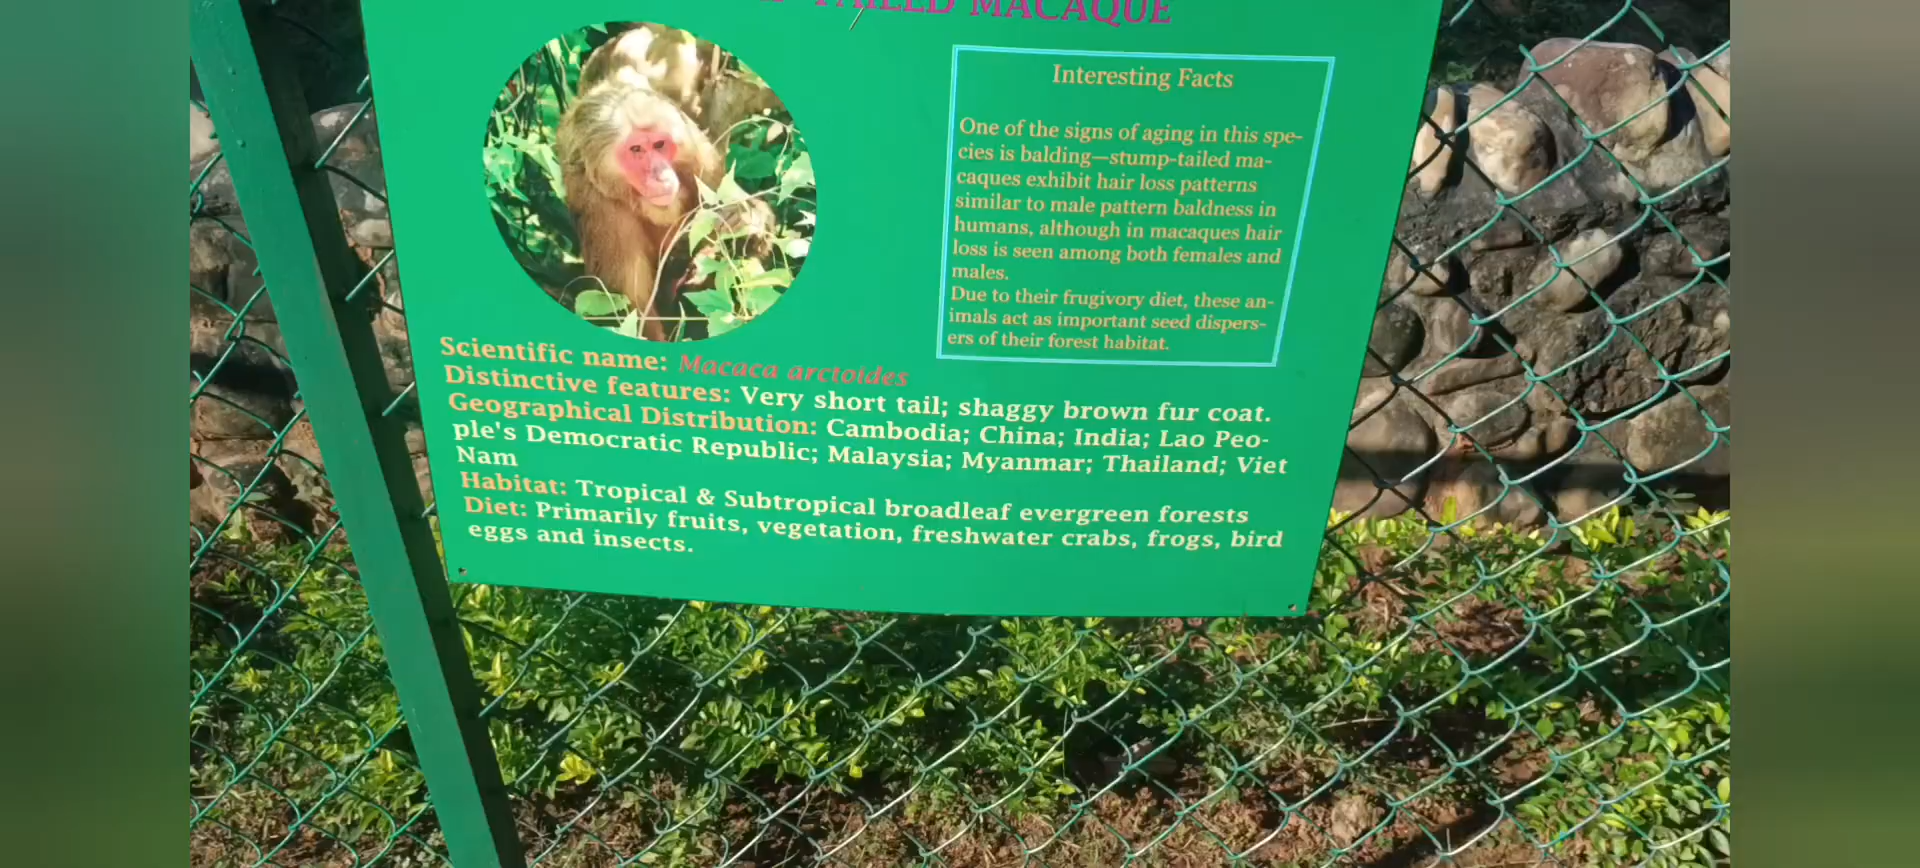 TAILED MACAQUE
Interesting Facts
One of the signs of aging in this spe-
cies is balding—stump-tailed ma-
caques exhibit hair loss patterns
similar to male pattern baldness in
humans, although in macaques hair
loss is seen among both females and
males.
Due to their frugivory diet, these an-
imals act as important seed dispers-
ers of their forest habitat.
Scientific name: Macaca arctoides
Distinctive features: Very short tail; shaggy brown fur coat.
Geographical Distribution: Cambodia; China; India; Lao Peo-
ple's Democratic Republic; Malaysia; Myanmar; Thailand; Viet
Nam
Habitat: Tropical & Subtropical broadleaf evergreen forests
Diet: Primarily fruits, vegetation, freshwater crabs, frogs, bird
eggs and insects.